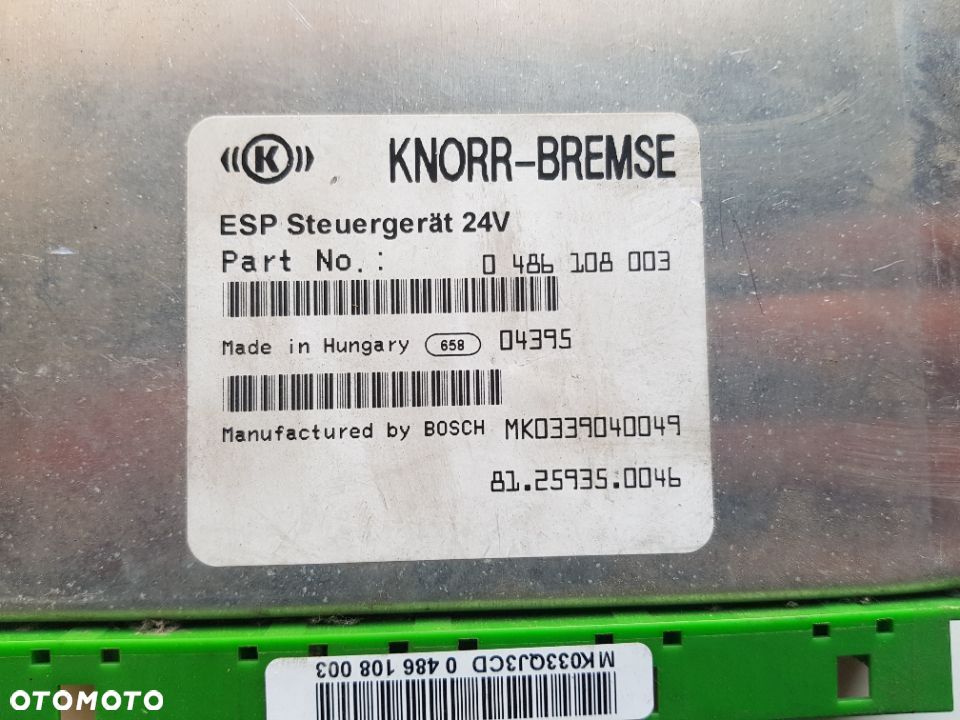 ((K)) KNORR-BREMSE
ESP Steuergerät 24V
Part No.: 0 486 108 003
Made in Hungary 658 04395
Manufactured by BOSCH MK0339040049
81.25935.0046
MK033QJ3CD 0 486 108 003
OTOMOTO